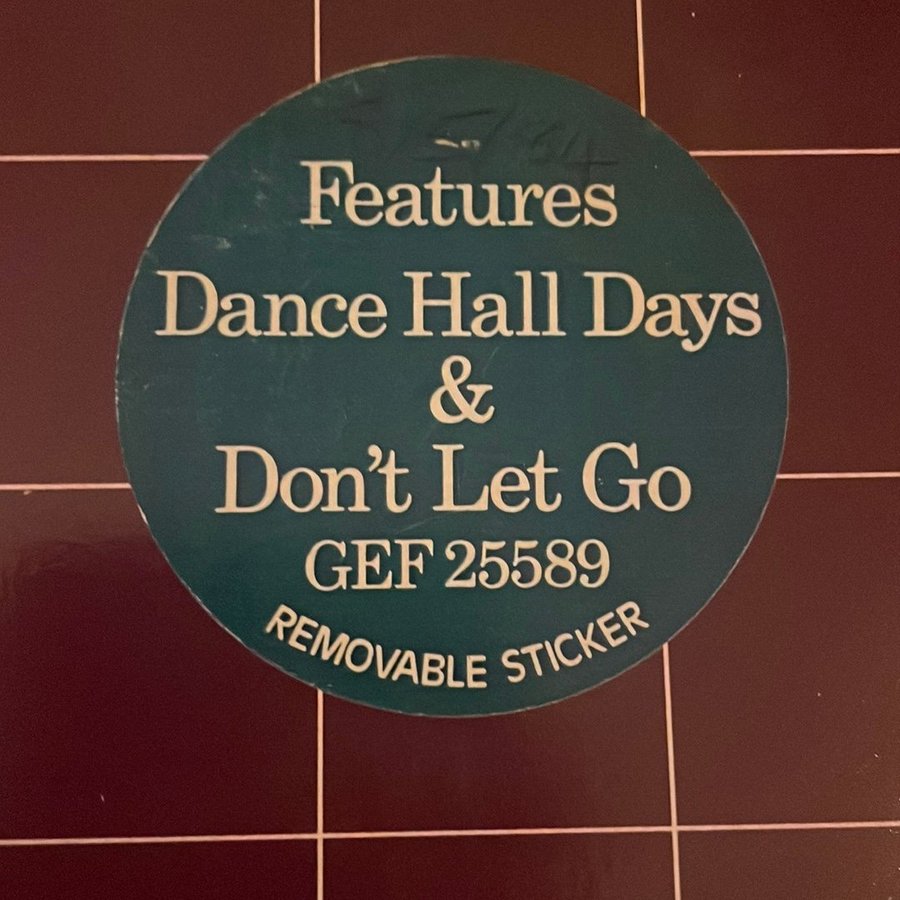 Features
Dance Hall Days
&
Don't Let Go
GEF 25589
REMOVABLE STICKER